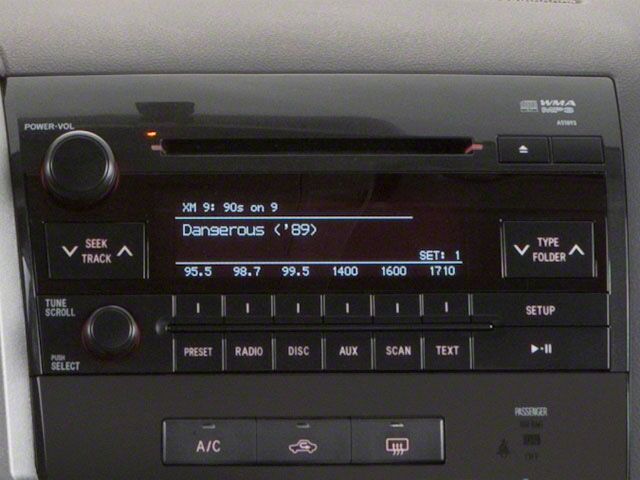 WMA
MP3
A51892
POWER-VOL
XM 9: 90s on 9
Dangerous ('89)
SET: 1
95.5 98.7 99.5 1400 1600 1710
SEEK
TRACK
TYPE
FOLDER
TUNE
SCROLL
SETUP
PRESET RADIO DISC AUX SCAN TEXT
PUSH
SELECT
A/C
PASSENGER
OFF